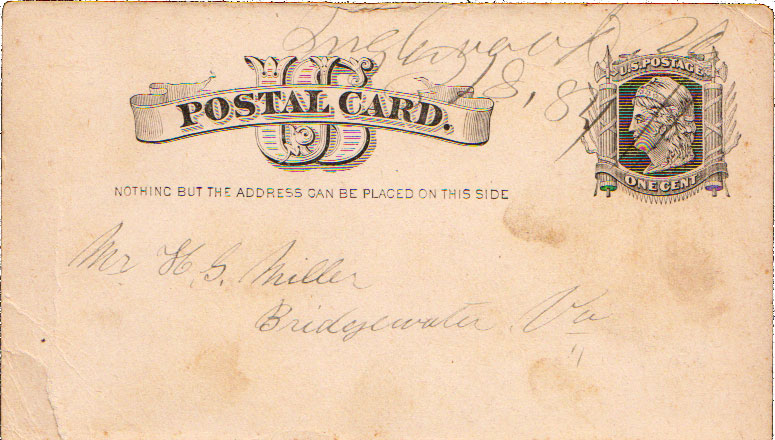 US
POSTAL CARD.
U.S. POSTAGE
ONE CENT
NOTHING BUT THE ADDRESS CAN BE PLACED ON THIS SIDE
Mr H. G. Miller
Bridgewater Va